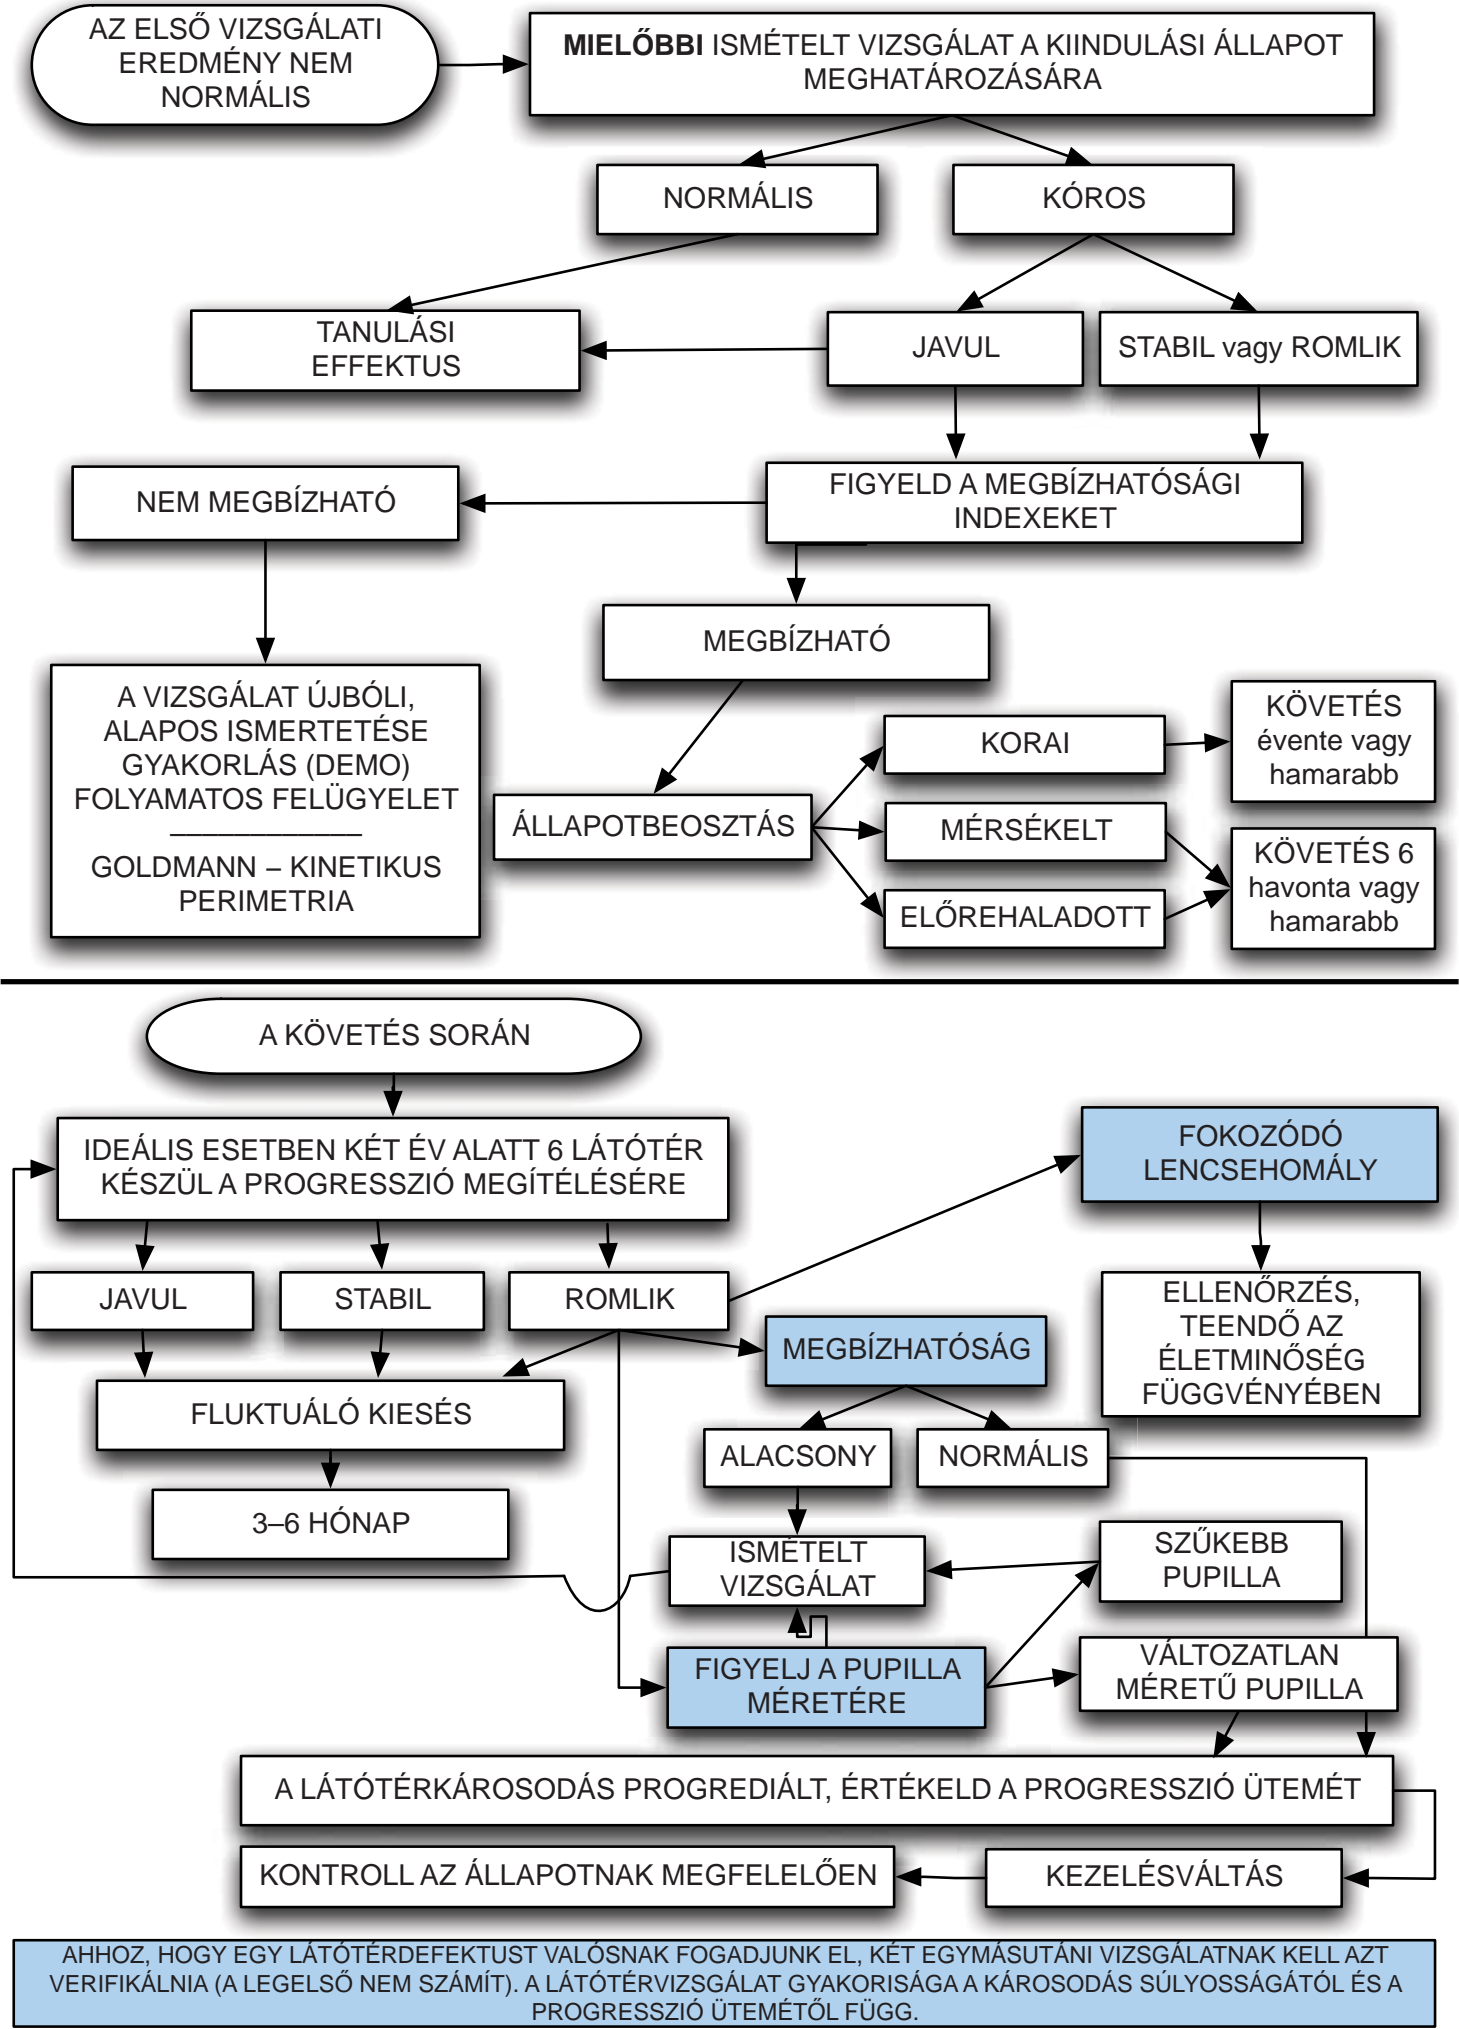 AZ ELSŐ VIZSGÁLATI
EREDMÉNY NEM
NORMÁLIS
MIELŐBBI ISMÉTELT VIZSGÁLAT A KIINDULÁSI ÁLLAPOT
MEGHATÁROZÁSÁRA
NORMÁLIS
KÓROS
TANULÁSI
EFFEKTUS
JAVUL
STABIL vagy ROMLIK
NEM MEGBÍZHATÓ
FIGYELD A MEGBÍZHATÓSÁGI
INDEXEKET
MEGBÍZHATÓ
A VIZSGÁLAT ÚJBÓLI,
ALAPOS ISMERTETÉSE
GYAKORLÁS (DEMO)
FOLYAMATOS FELÜGYELET
GOLDMANN – KINETIKUS
PERIMETRIA
ÁLLAPOTBEOSZTÁS
KORAI
MÉRSÉKELT
ELŐREHALADOTT
KÖVETÉS
évente vagy
hamarabb
KÖVETÉS 6
havonta vagy
hamarabb
A KÖVETÉS SORÁN
IDEÁLIS ESETBEN KÉT ÉV ALATT 6 LÁTÓTÉR
KÉSZÜL A PROGRESSZIÓ MEGÍTÉLÉSÉRE
FOKOZÓDÓ
LENCSEHOMÁLY
JAVUL
STABIL
ROMLIK
MEGBÍZHATÓSÁG
ELLENŐRZÉS,
TEENDŐ AZ
ÉLETMINŐSÉG
FÜGGVÉNYÉBEN
FLUKTUÁLÓ KIESÉS
ALACSONY
NORMÁLIS
3–6 HÓNAP
ISMÉTELT
VIZSGÁLAT
SZŰKEBB
PUPILLA
FIGYELJ A PUPILLA
MÉRETÉRE
VÁLTOZATLAN
MÉRETŰ PUPILLA
A LÁTÓTÉRKÁROSODÁS PROGREDIÁLT, ÉRTÉKELD A PROGRESSZIÓ ÜTEMÉT
KONTROLL AZ ÁLLAPOTNAK MEGFELELŐEN
KEZELÉSVÁLTÁS
AHHOZ, HOGY EGY LÁTÓTÉRDEFEKTUST VALÓSNAK FOGADJUNK EL, KÉT EGYMÁSUTÁNI VIZSGÁLATNAK KELL AZT
VERIFIKÁLNIA (A LEGELSŐ NEM SZÁMÍT). A LÁTÓTÉRVIZSGÁLAT GYAKORISÁGA A KÁROSODÁS SÚLYOSSÁGÁTÓL ÉS A
PROGRESSZIÓ ÜTEMÉTŐL FÜGG.